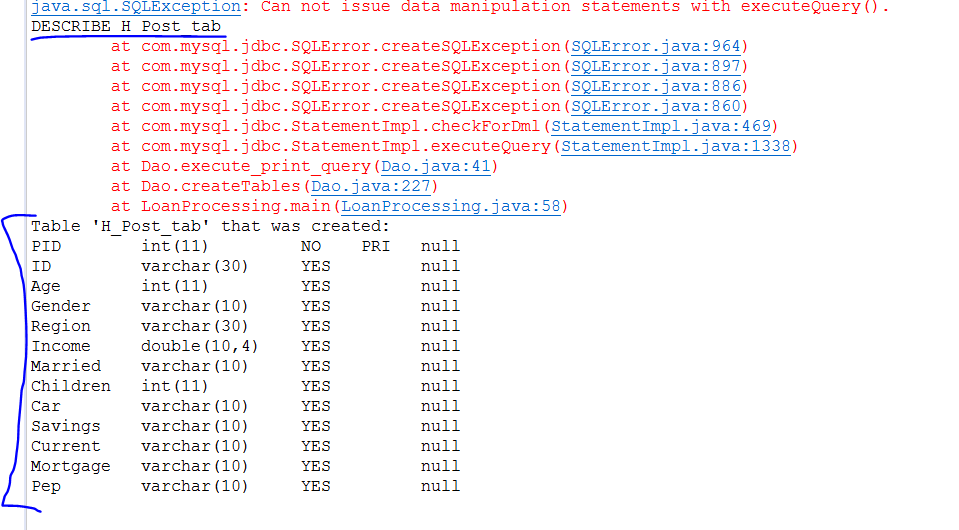 java.sql.SQLException: Can not issue data manipulation statements with executeQuery().
DESCRIBE H_Post_tab
at com.mysql.jdbc.SQLError.createSQLException(SQLError.java:964)
at com.mysql.jdbc.SQLError.createSQLException(SQLError.java:897)
at com.mysql.jdbc.SQLError.createSQLException(SQLError.java:886)
at com.mysql.jdbc.SQLError.createSQLException(SQLError.java:860)
at com.mysql.jdbc.StatementImpl.checkForDml(StatementImpl.java:469)
at com.mysql.jdbc.StatementImpl.executeQuery(StatementImpl.java:1338)
at Dao.execute_print_query(Dao.java:41)
at Dao.createTables(Dao.java:227)
at LoanProcessing.main(LoanProcessing.java:58)
Table 'H_Post_tab' that was created:
PID int(11) NO PRI null
ID varchar(30) YES null
Age int(11) YES null
Gender varchar(10) YES null
Region varchar(30) YES null
Income double(10,4) YES null
Married varchar(10) YES null
Children int(11) YES null
Car varchar(10) YES null
Savings varchar(10) YES null
Current varchar(10) YES null
Mortgage varchar(10) YES null
Pep varchar(10) YES null